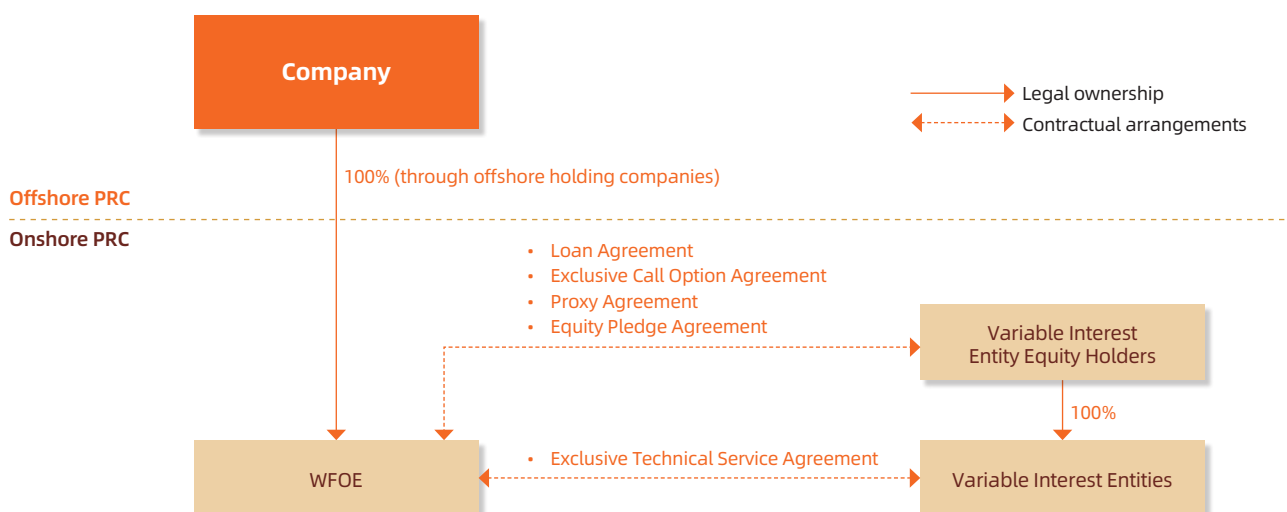 Company
Legal ownership
Contractual arrangements
100% (through offshore holding companies)
Offshore PRC
Onshore PRC
• Loan Agreement
• Exclusive Call Option Agreement
• Proxy Agreement
• Equity Pledge Agreement
Variable Interest
Entity Equity Holders
100%
• Exclusive Technical Service Agreement
WFOE
Variable Interest Entities